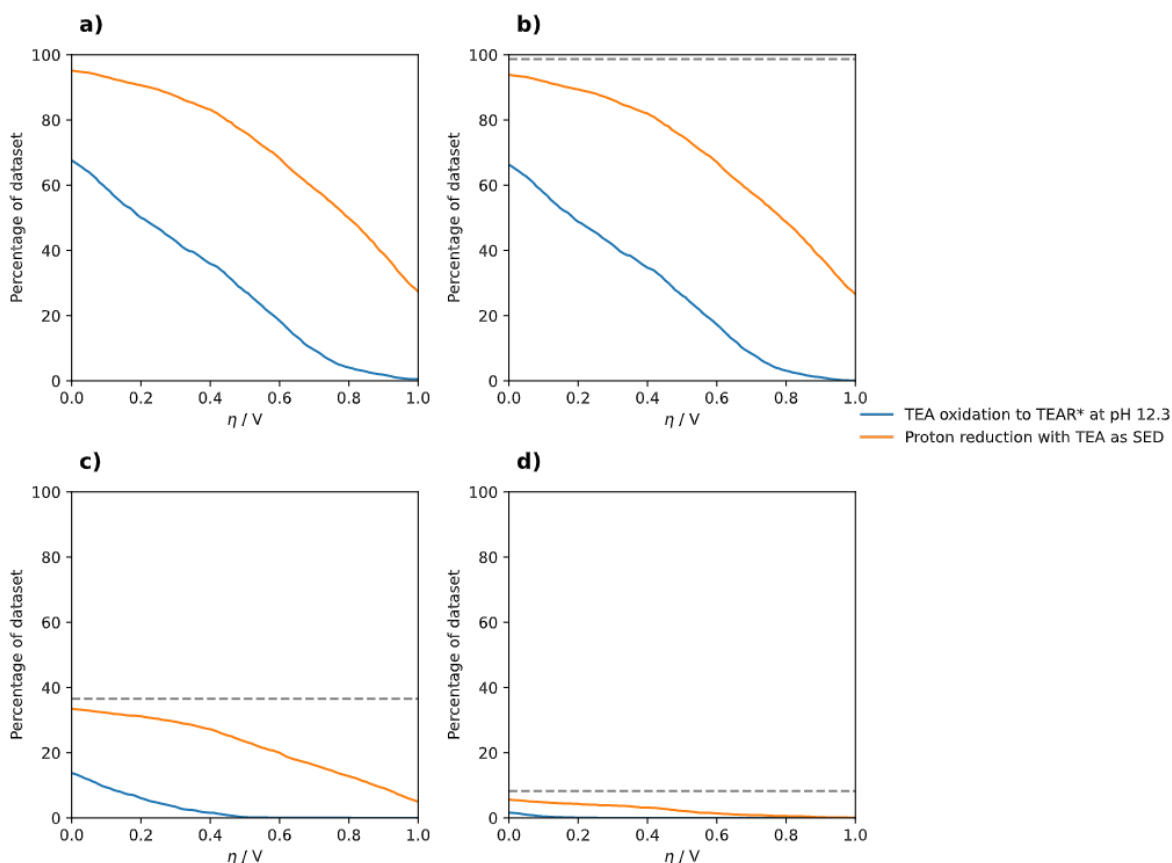 a)
100
80
60
40
20
0
Percentage of dataset
0.0 0.2 0.4 0.6 0.8 1.0
η / V
b)
100
80
60
40
20
0
Percentage of dataset
0.0 0.2 0.4 0.6 0.8 1.0
η / V
TEA oxidation to TEAR* at pH 12.3
Proton reduction with TEA as SED
c)
100
80
60
40
20
0
Percentage of dataset
0.0 0.2 0.4 0.6 0.8 1.0
η / V
d)
100
80
60
40
20
0
Percentage of dataset
0.0 0.2 0.4 0.6 0.8 1.0
η / V